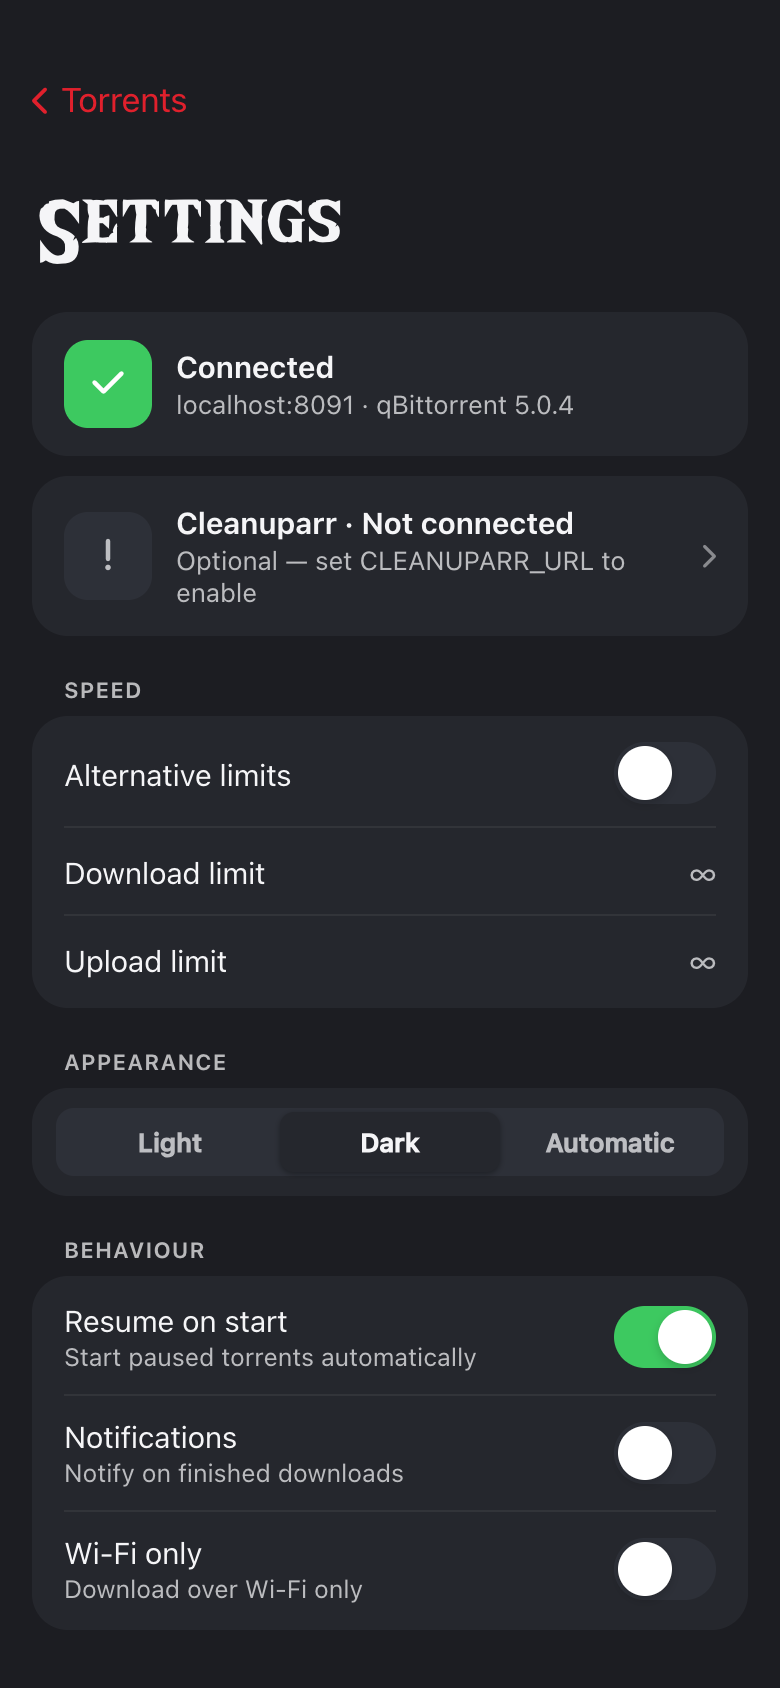 Torrents
SETTINGS
Connected
localhost:8091 · qBittorrent 5.0.4
Cleanuparr · Not connected
Optional — set CLEANUPARR_URL to
enable
SPEED
Alternative limits
Download limit ∞
Upload limit ∞
APPEARANCE
Light Dark Automatic
BEHAVIOUR
Resume on start
Start paused torrents automatically
Notifications
Notify on finished downloads
Wi-Fi only
Download over Wi-Fi only